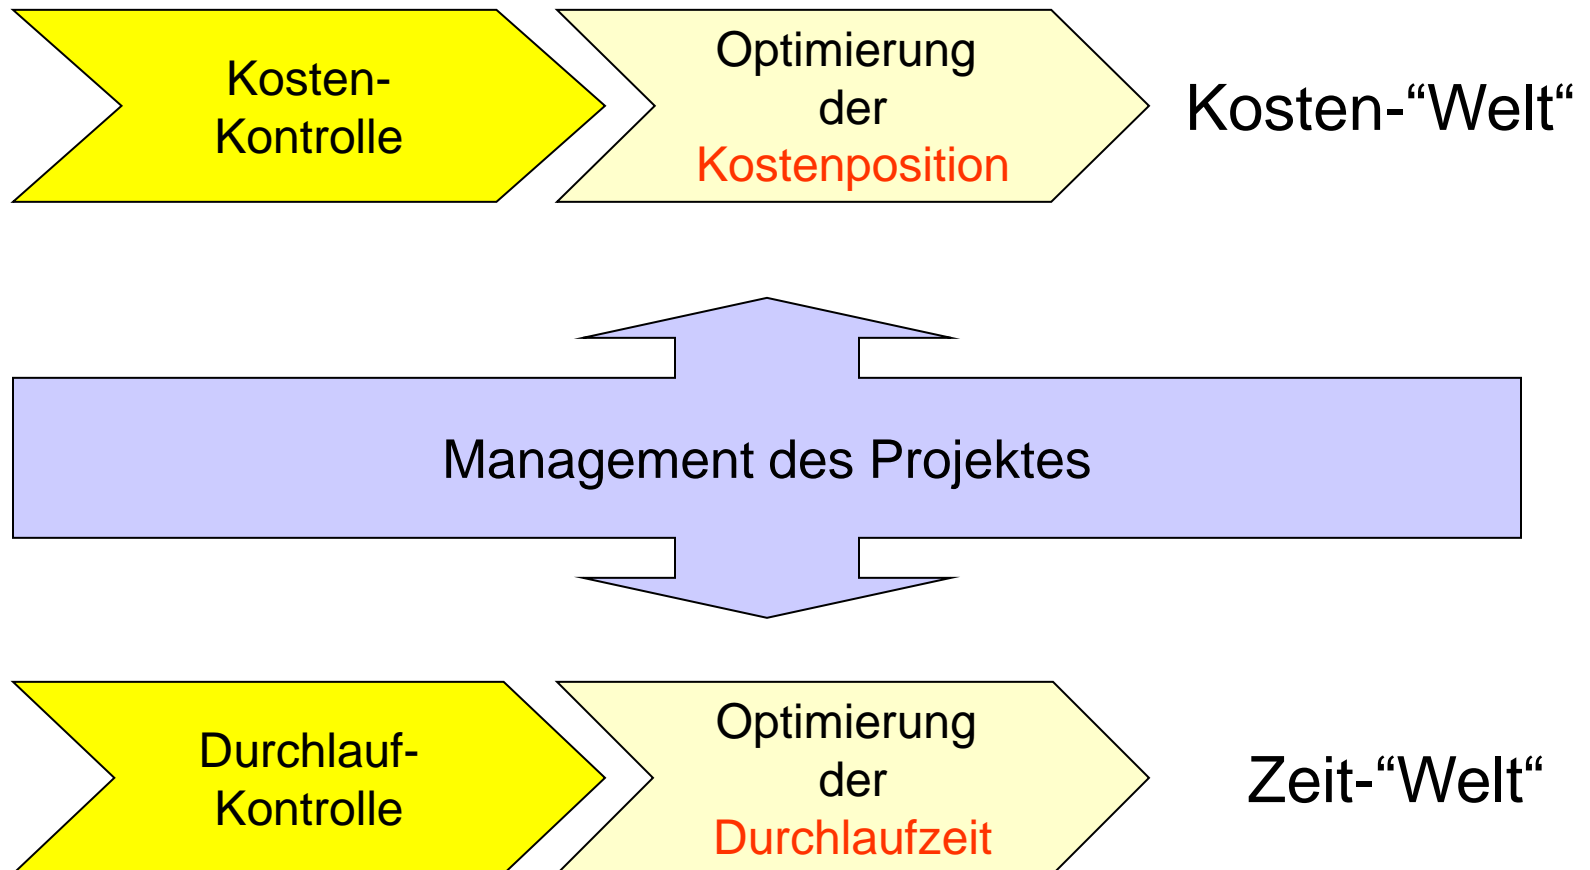 Kosten-
Kontrolle
Optimierung
der
Kostenposition
Kosten-“Welt“
Management des Projektes
Durchlauf-
Kontrolle
Optimierung
der
Durchlaufzeit
Zeit-“Welt“